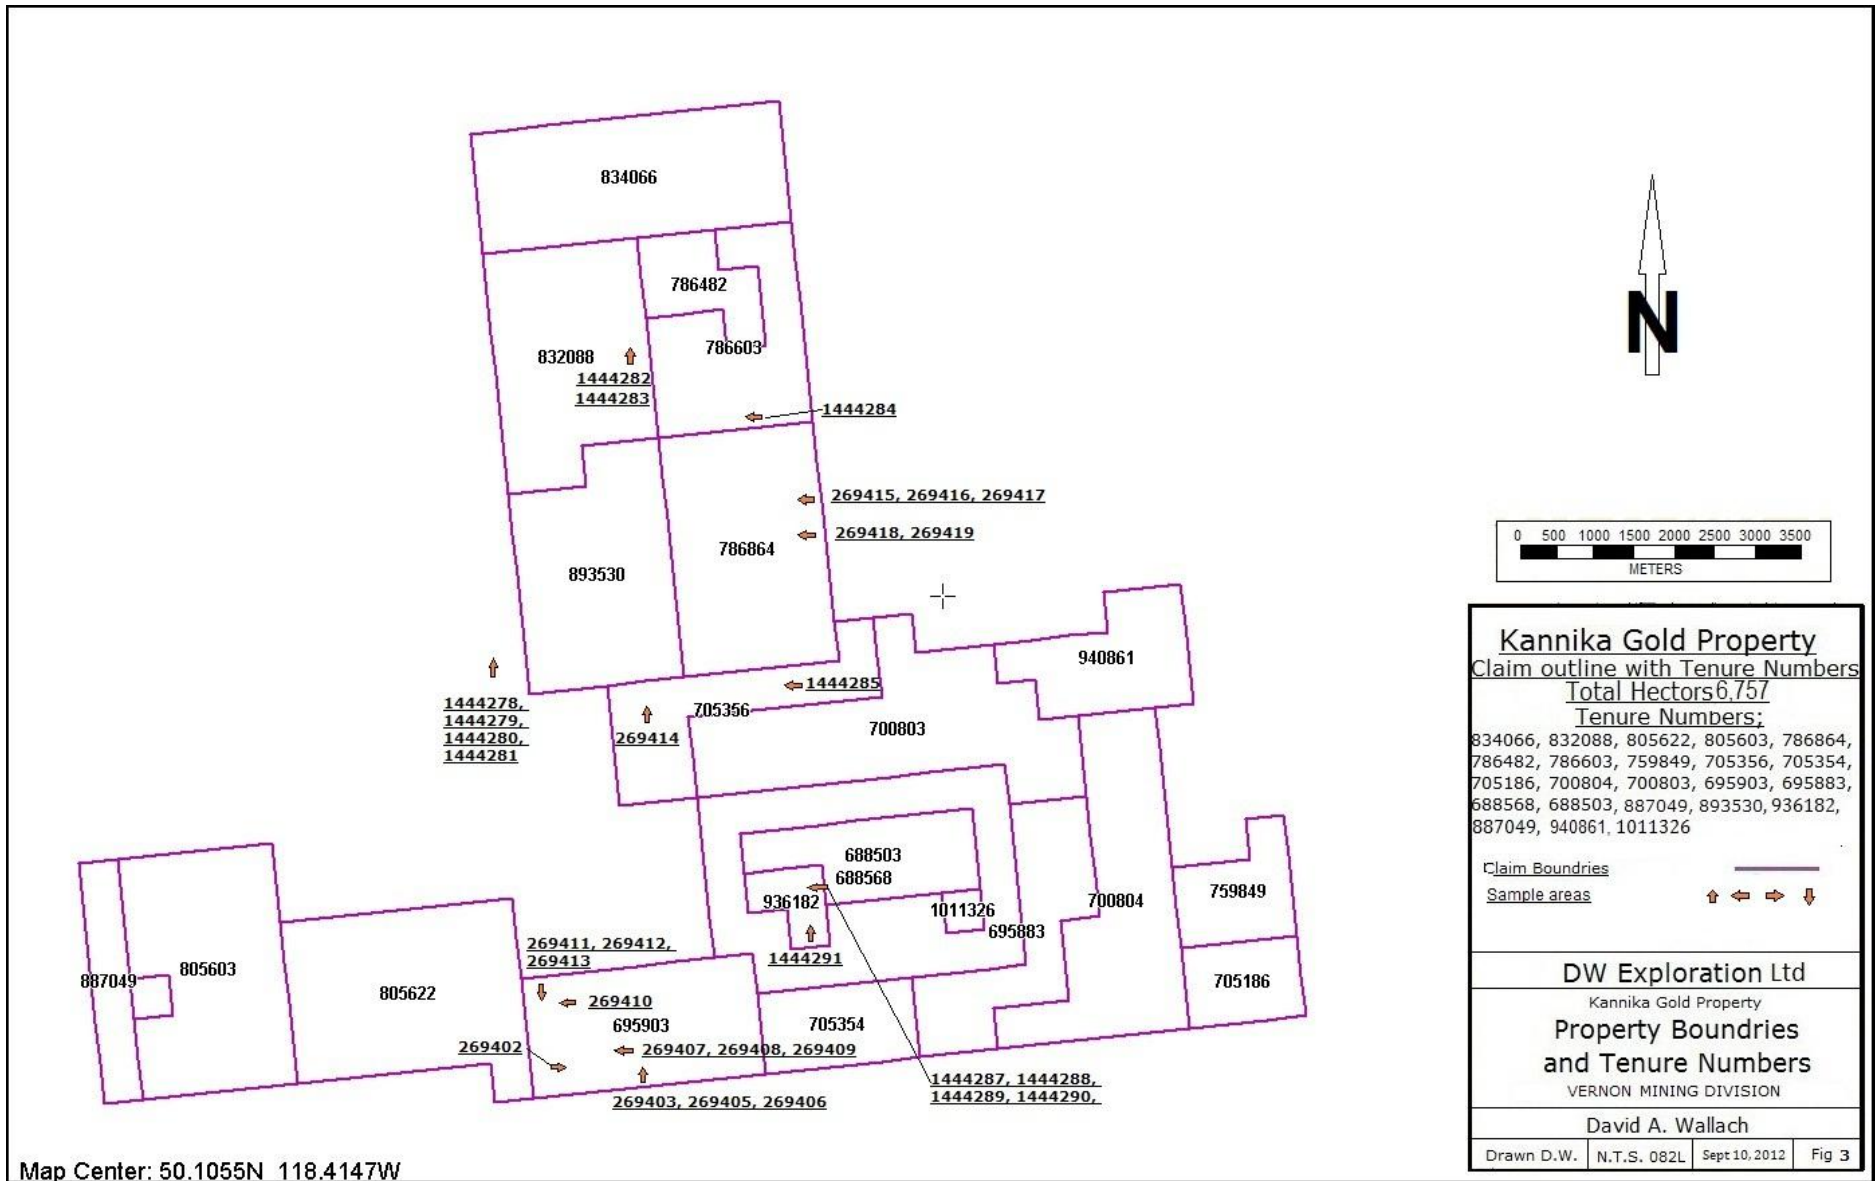 834066
786482
832088
786603
1444282
1444283
1444284
269415, 269416, 269417
269418, 269419
786864
893530
940861
1444285
1444278,
1444279,
1444280,
1444281
705356
269414
700803
688503
688568
936182
1011326
695883
700804
759849
1444291
269411, 269412,
269413
887049
805603
805622
269410
695903
705354
705186
269402
269407, 269408, 269409
269403, 269405, 269406
1444287, 1444288,
1444289, 1444290,
Map Center: 50.1055N 118.4147W
N
0 500 1000 1500 2000 2500 3000 3500
METERS
Kannika Gold Property
Claim outline with Tenure Numbers
Total Hectors 6,757
Tenure Numbers;
834066, 832088, 805622, 805603, 786864,
786482, 786603, 759849, 705356, 705354,
705186, 700804, 700803, 695903, 695883,
688568, 688503, 887049, 893530, 936182,
887049, 940861, 1011326
Claim Boundries
Sample areas
DW Exploration Ltd
Kannika Gold Property
Property Boundries
and Tenure Numbers
VERNON MINING DIVISION
David A. Wallach
Drawn D.W. N.T.S. 082L Sept 10, 2012 Fig 3